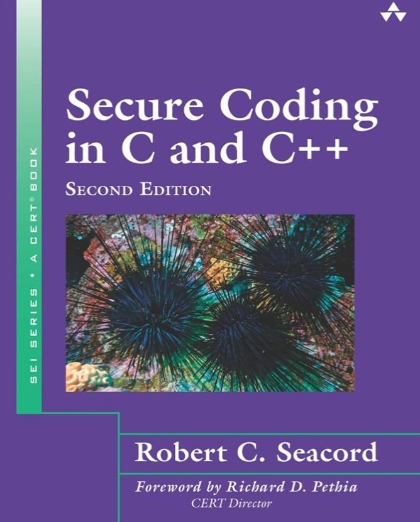 Secure Coding
in C and C++
SECOND EDITION
SEI SERIES • A CERT® BOOK
Robert C. Seacord
Foreword by Richard D. Pethia
CERT Director